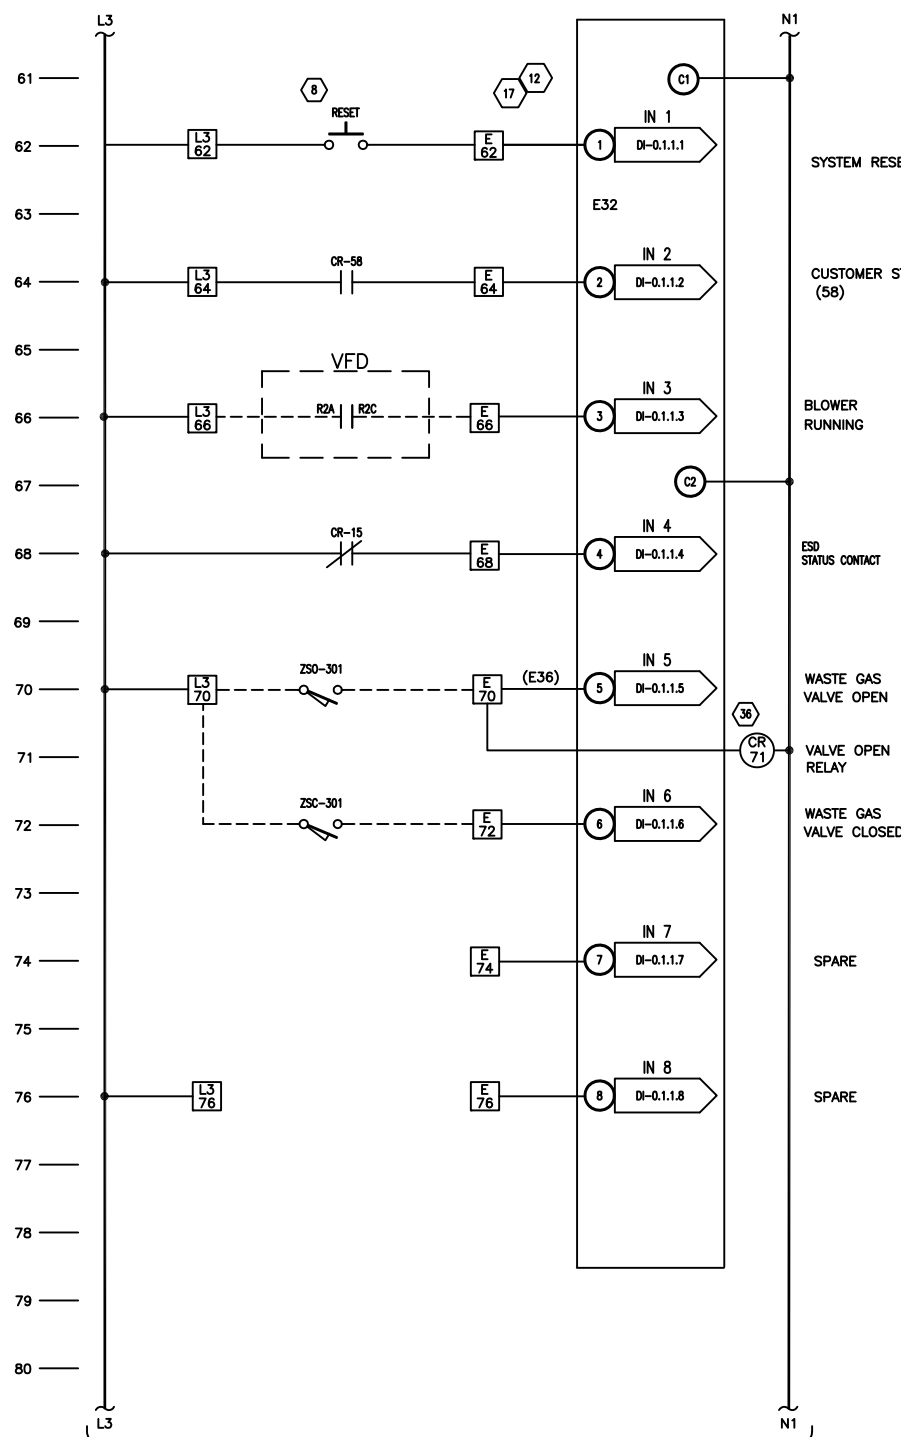 L3 N1
61 C1
8 17 12
RESET IN 1
62 L3 62 E 62 1 DI-0.1.1.1
SYSTEM RESE
63 E32
CR-58 IN 2
64 L3 64 E 64 2 DI-0.1.1.2 CUSTOMER S
(58)
65
VFD
IN 3
66 L3 66 R2A R2C E 66 3 DI-0.1.1.3 BLOWER
RUNNING
67 C2
CR-15 IN 4
68 E 68 4 DI-0.1.1.4 ESD
STATUS CONTACT
69
ZSO-301 IN 5
70 L3 70 E 70 (E36) 5 DI-0.1.1.5 WASTE GAS
VALVE OPEN
36
71 CR 71 VALVE OPEN
RELAY
ZSC-301 IN 6
72 E 72 6 DI-0.1.1.6 WASTE GAS
VALVE CLOSED
73
IN 7
74 E 74 7 DI-0.1.1.7 SPARE
75
IN 8
76 L3 76 E 76 8 DI-0.1.1.8 SPARE
77
78
79
80
L3 N1